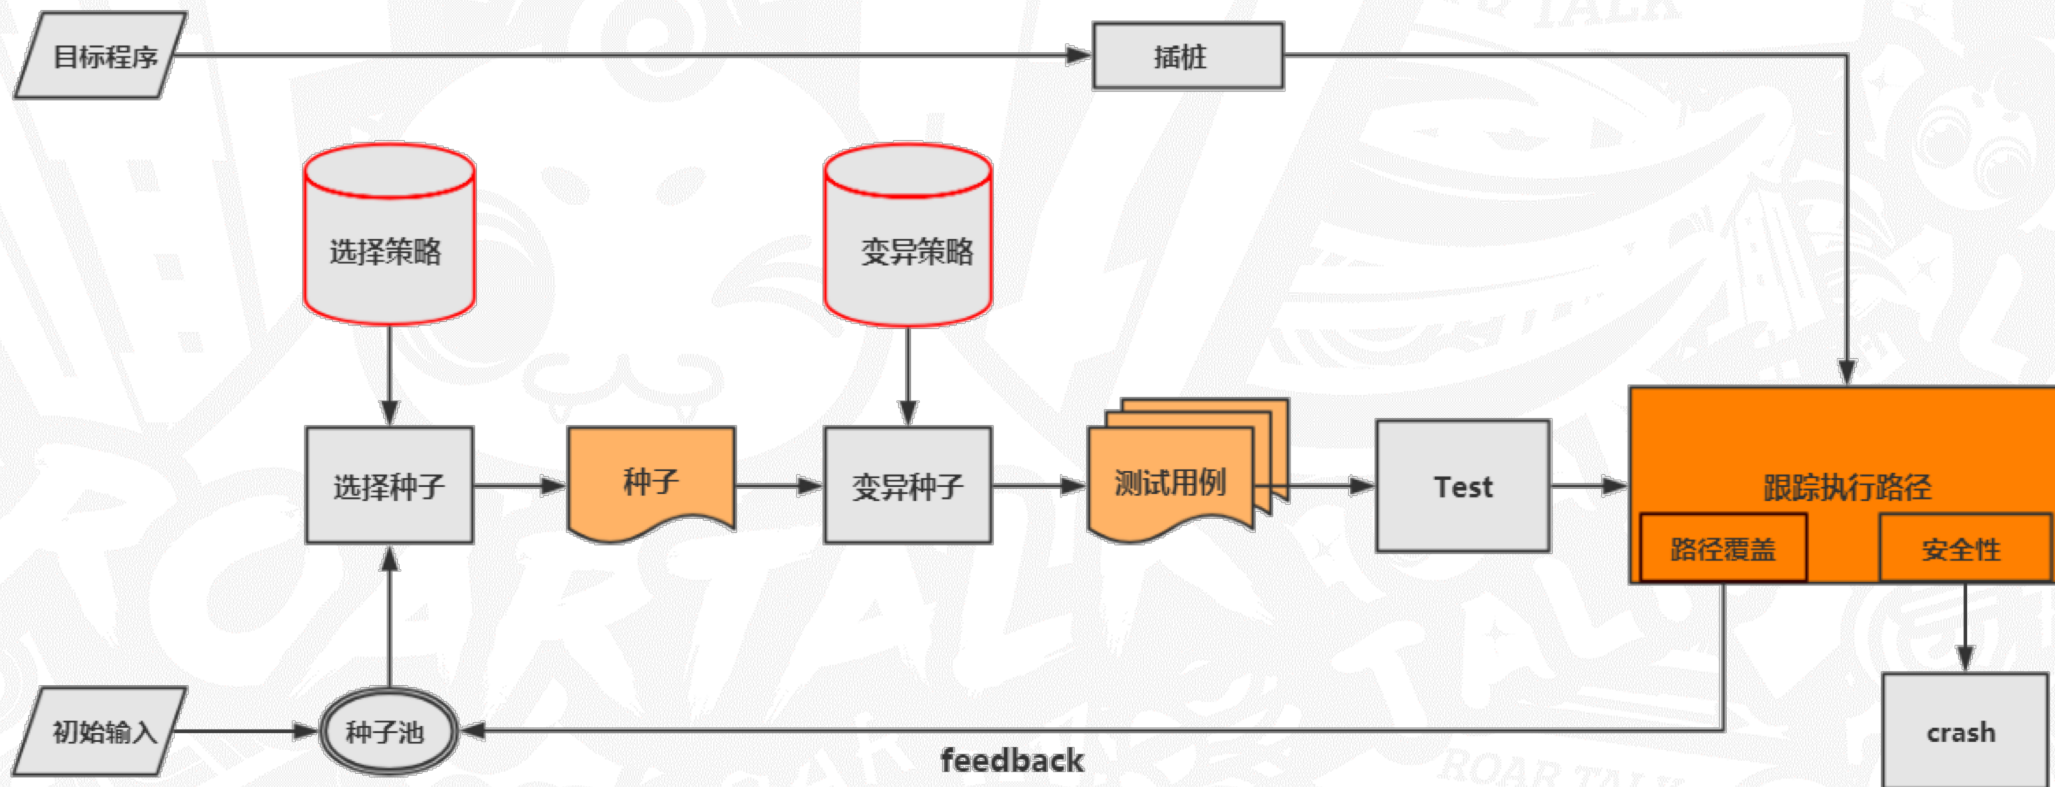 目标程序
插桩
选择策略
变异策略
选择种子
种子
变异种子
测试用例
Test
跟踪执行路径
路径覆盖
安全性
初始输入
种子池
feedback
crash
ROAR TALK